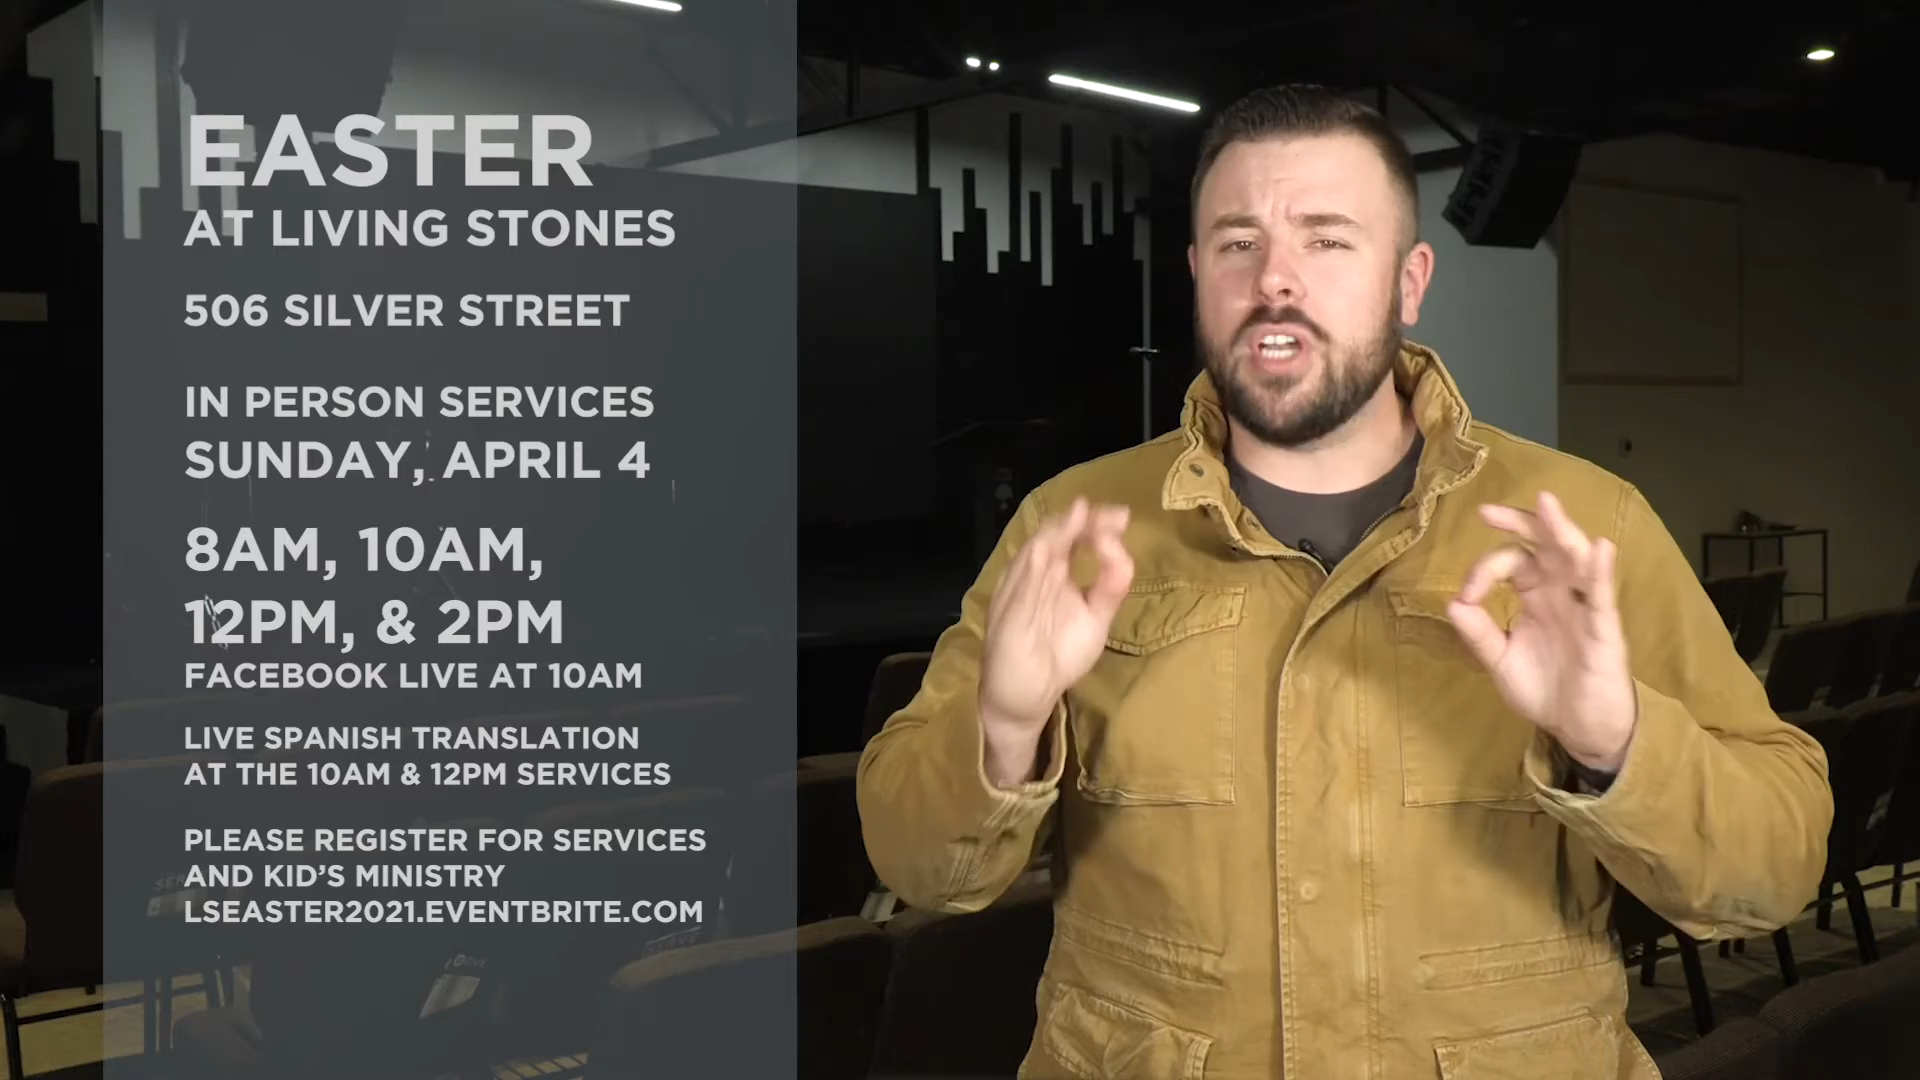 EASTER
AT LIVING STONES
506 SILVER STREET
IN PERSON SERVICES
SUNDAY, APRIL 4
8AM, 10AM,
12PM, & 2PM
FACEBOOK LIVE AT 10AM
LIVE SPANISH TRANSLATION
AT THE 10AM & 12PM SERVICES
PLEASE REGISTER FOR SERVICES
AND KID'S MINISTRY
LSEASTER2021.EVENTBRITE.COM